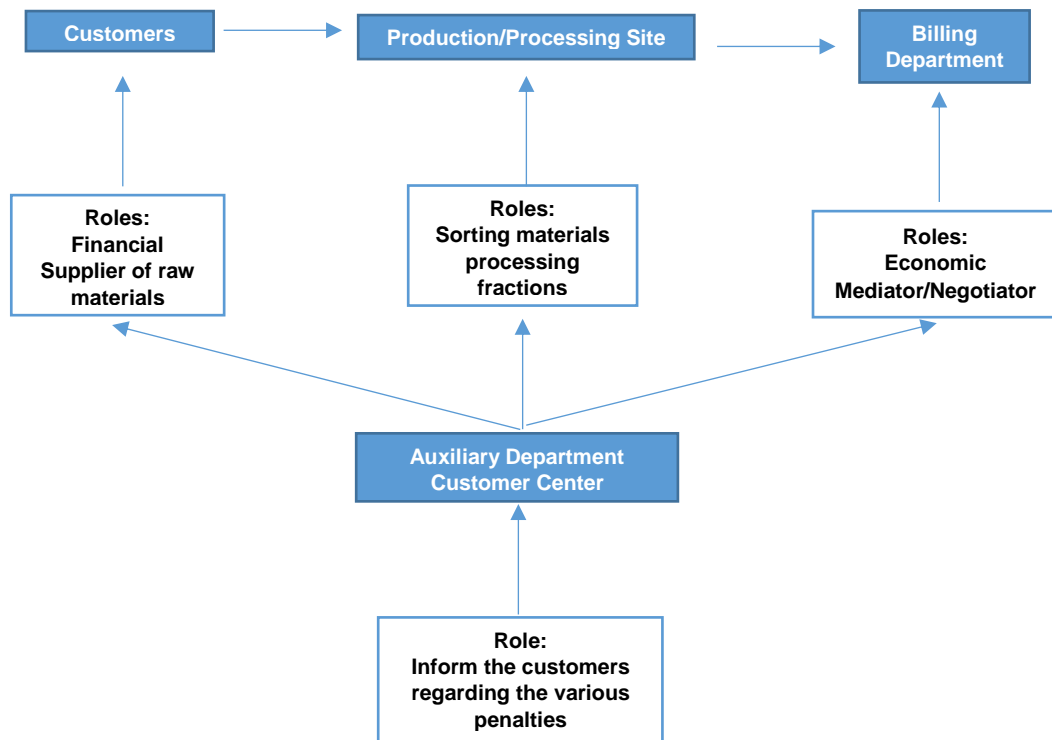 Customers
Production/Processing Site
Billing
Department
Roles:
Financial
Supplier of raw
materials
Roles:
Sorting materials
processing
fractions
Roles:
Economic
Mediator/Negotiator
Auxiliary Department
Customer Center
Role:
Inform the customers
regarding the various
penalties